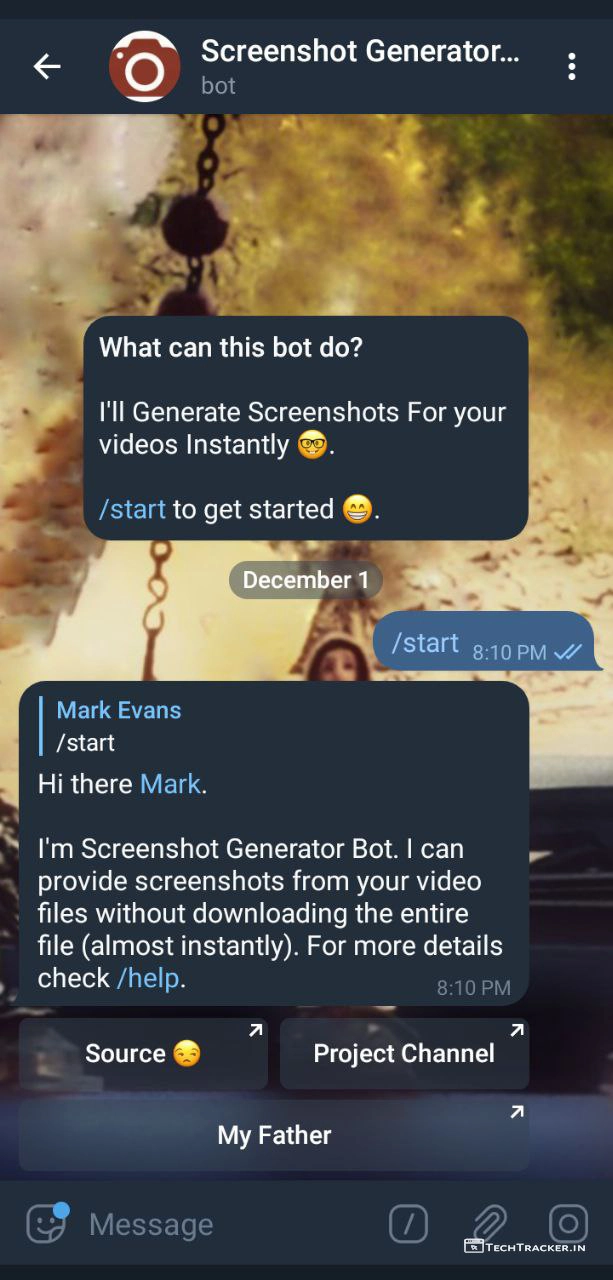 Screenshot Generator...
bot
What can this bot do?
I'll Generate Screenshots For your
videos Instantly 🤓.
/start to get started 😁.
December 1
/start 8:10 PM
Mark Evans
/start
Hi there Mark.
I'm Screenshot Generator Bot. I can
provide screenshots from your video
files without downloading the entire
file (almost instantly). For more details
check /help.
8:10 PM
Source 😒
Project Channel
My Father
Message
TECHTRACKER.IN